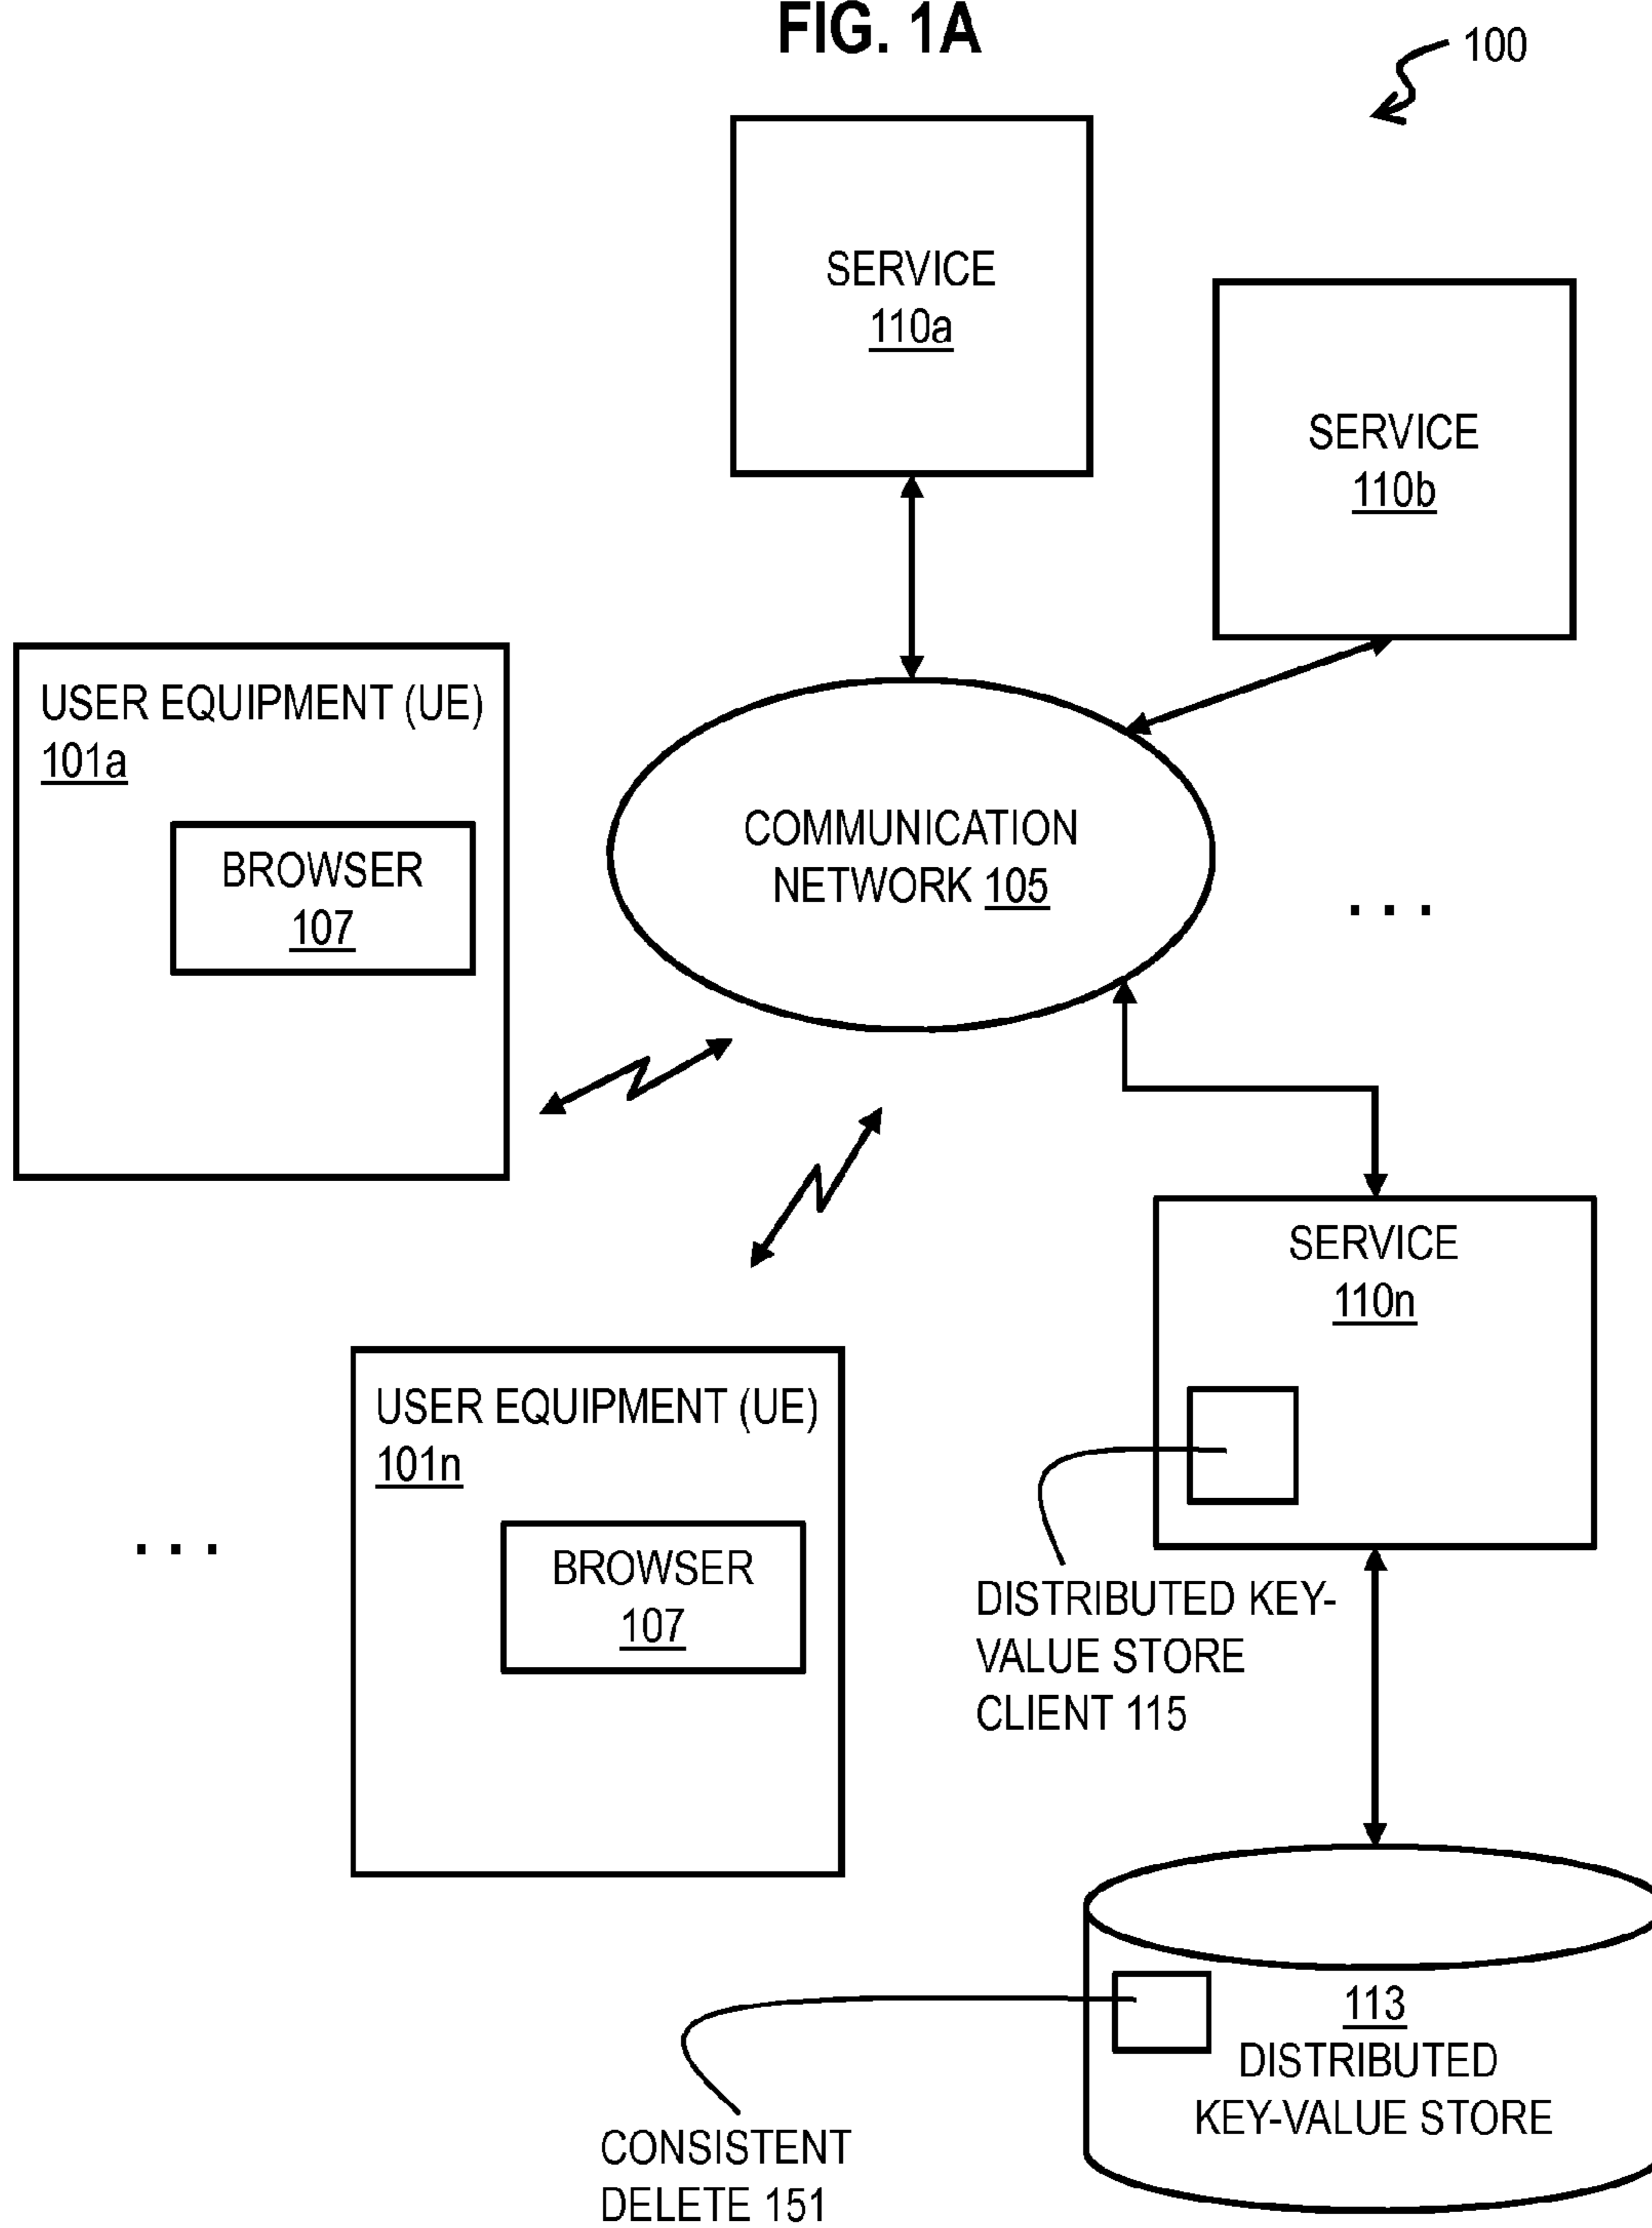 FIG. 1A
100
SERVICE
110a
SERVICE
110b
USER EQUIPMENT (UE)
101a
BROWSER
107
COMMUNICATION
NETWORK 105
. . .
SERVICE
110n
USER EQUIPMENT (UE)
101n
BROWSER
107
. . .
DISTRIBUTED KEY-
VALUE STORE
CLIENT 115
113
DISTRIBUTED
KEY-VALUE STORE
CONSISTENT
DELETE 151